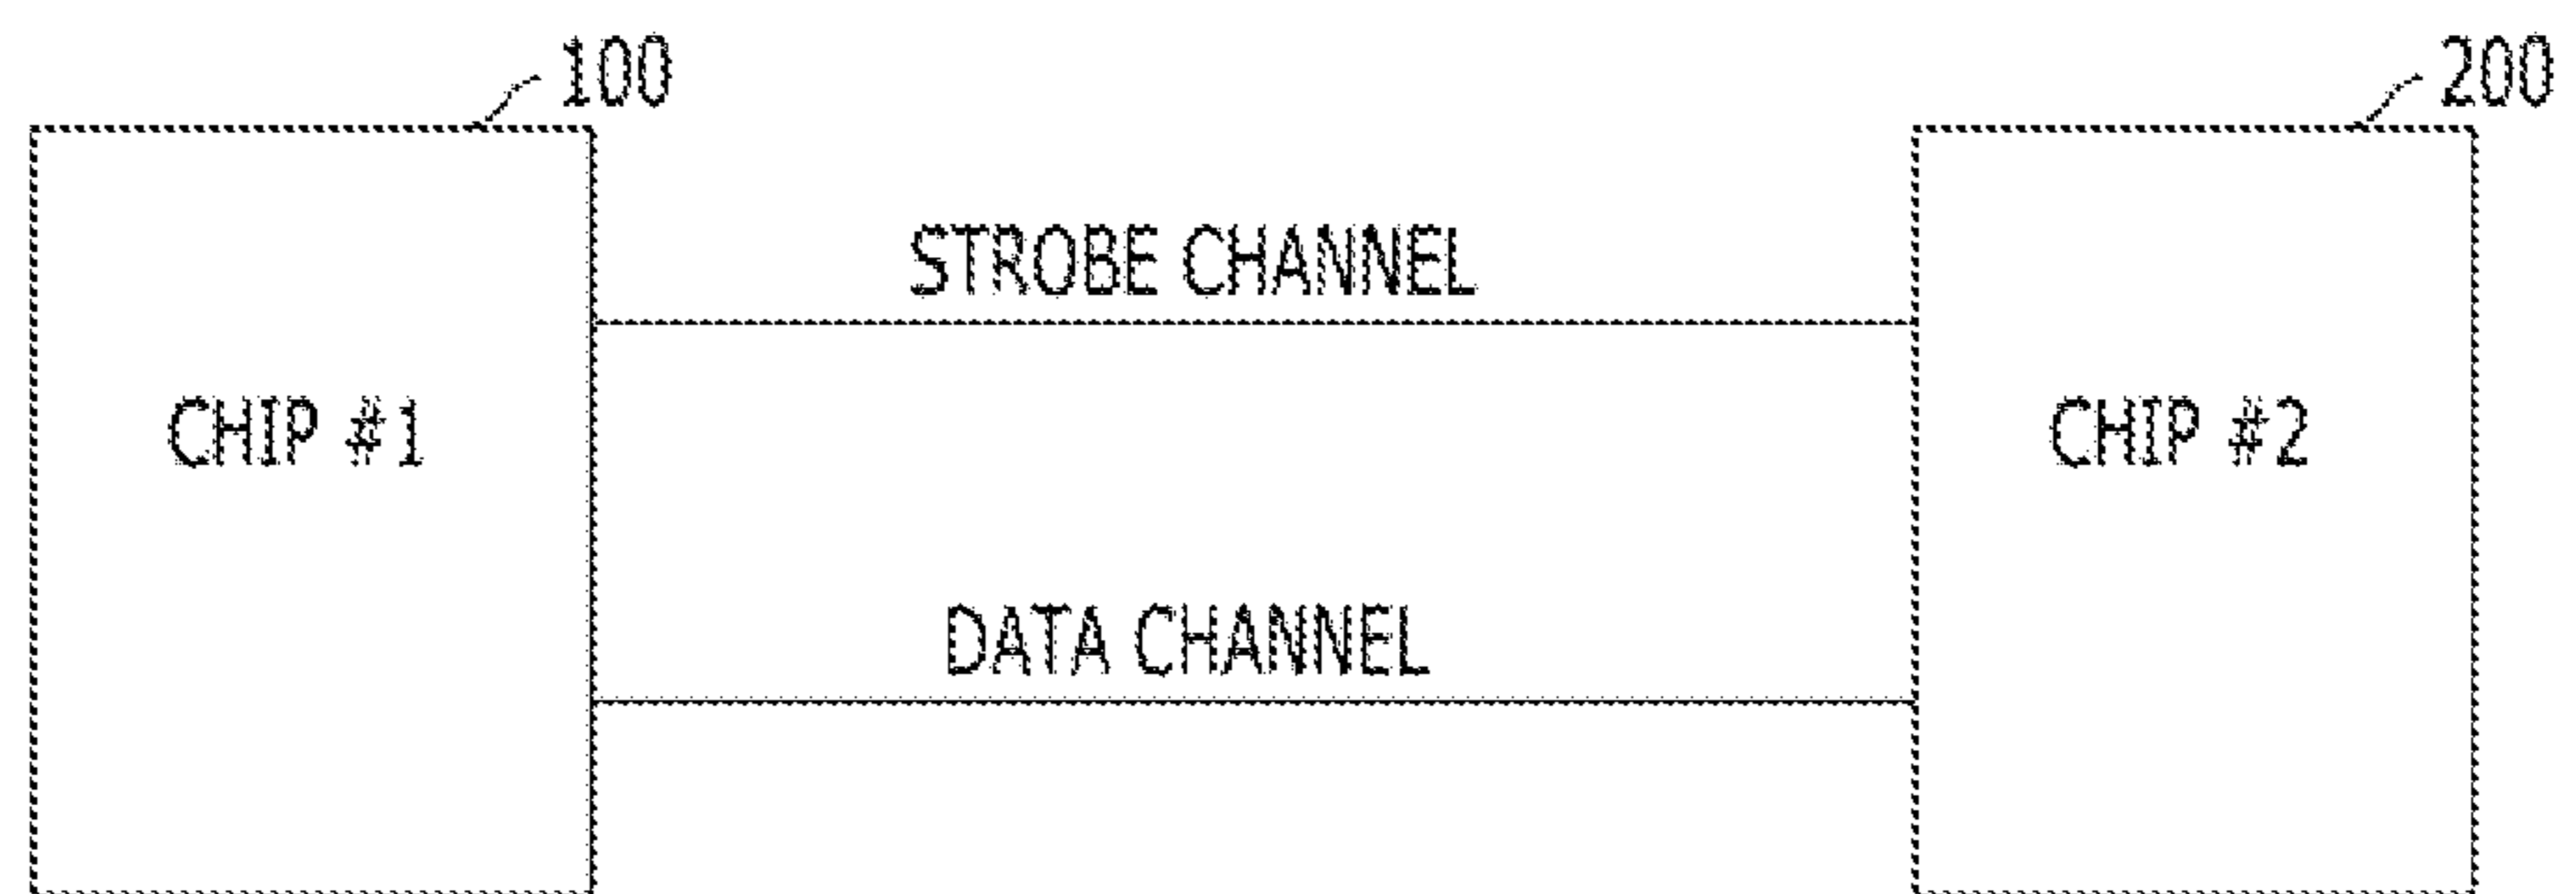 100
200
STROBE CHANNEL
CHIP #1
CHIP #2
DATA CHANNEL